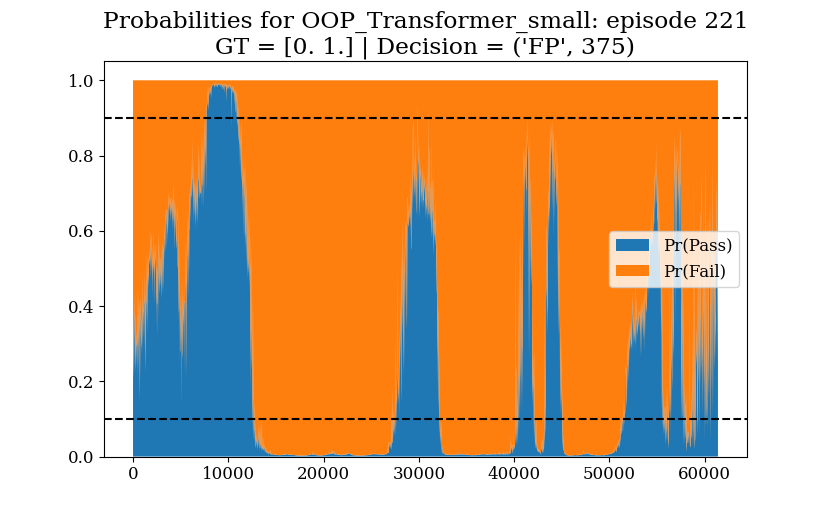 Probabilities for OOP_Transformer_small: episode 221
GT = [0. 1.] | Decision = ('FP', 375)
1.0
0.8
0.6
0.4
0.2
0.0
Pr(Pass)
Pr(Fail)
0 10000 20000 30000 40000 50000 60000